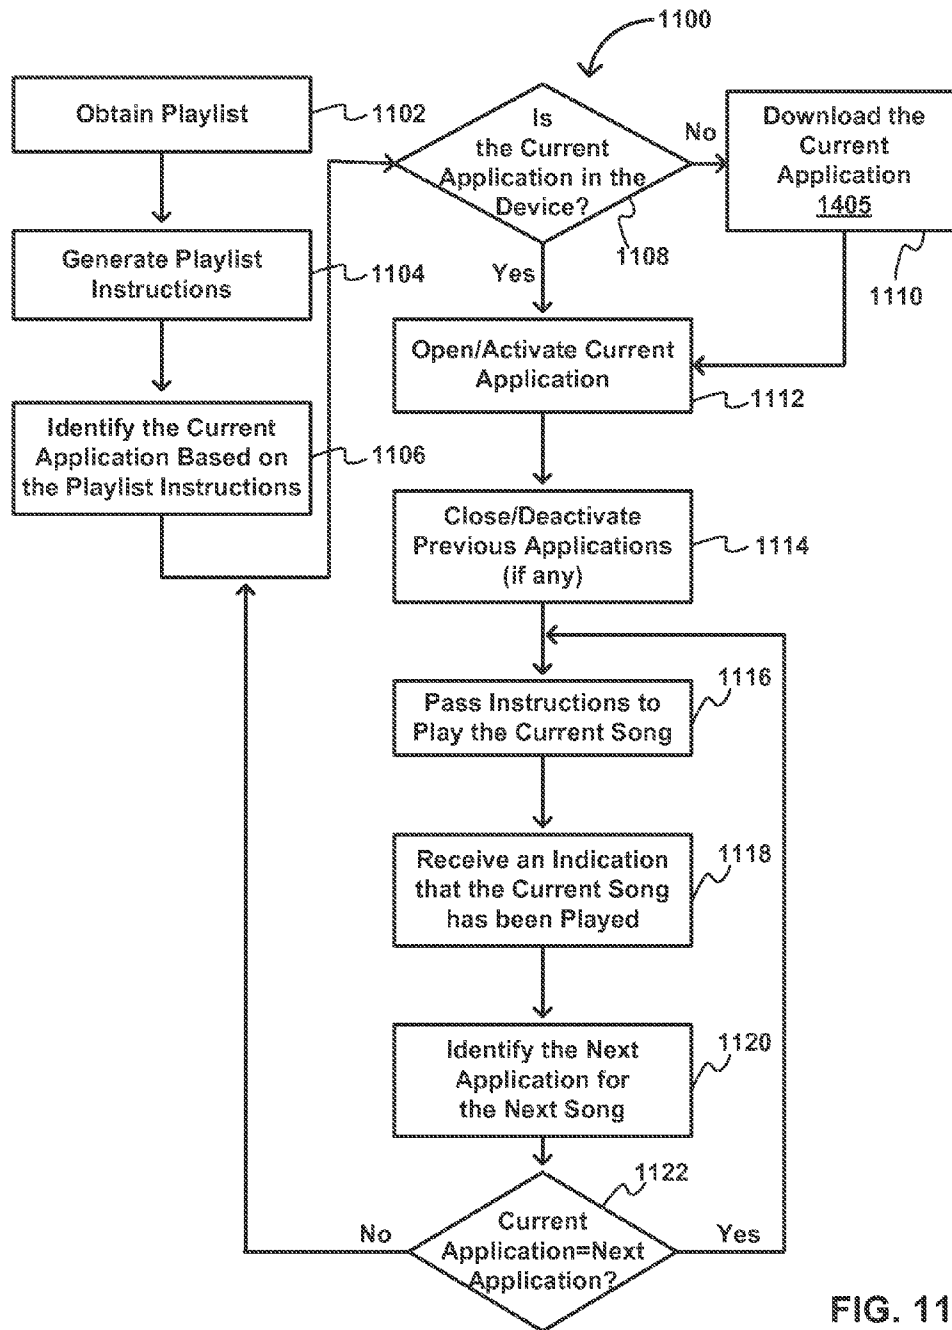 1100
Obtain Playlist
1102
Generate Playlist
Instructions
1104
Identify the Current
Application Based on
the Playlist Instructions
1106
Is
the Current
Application in the
Device?
1108
No
Yes
Download the
Current
Application
1405
1110
Open/Activate Current
Application
1112
Close/Deactivate
Previous Applications
(if any)
1114
Pass Instructions to
Play the Current Song
1116
Receive an Indication
that the Current Song
has been Played
1118
Identify the Next
Application for
the Next Song
1120
Current
Application=Next
Application?
1122
No
Yes
FIG. 11